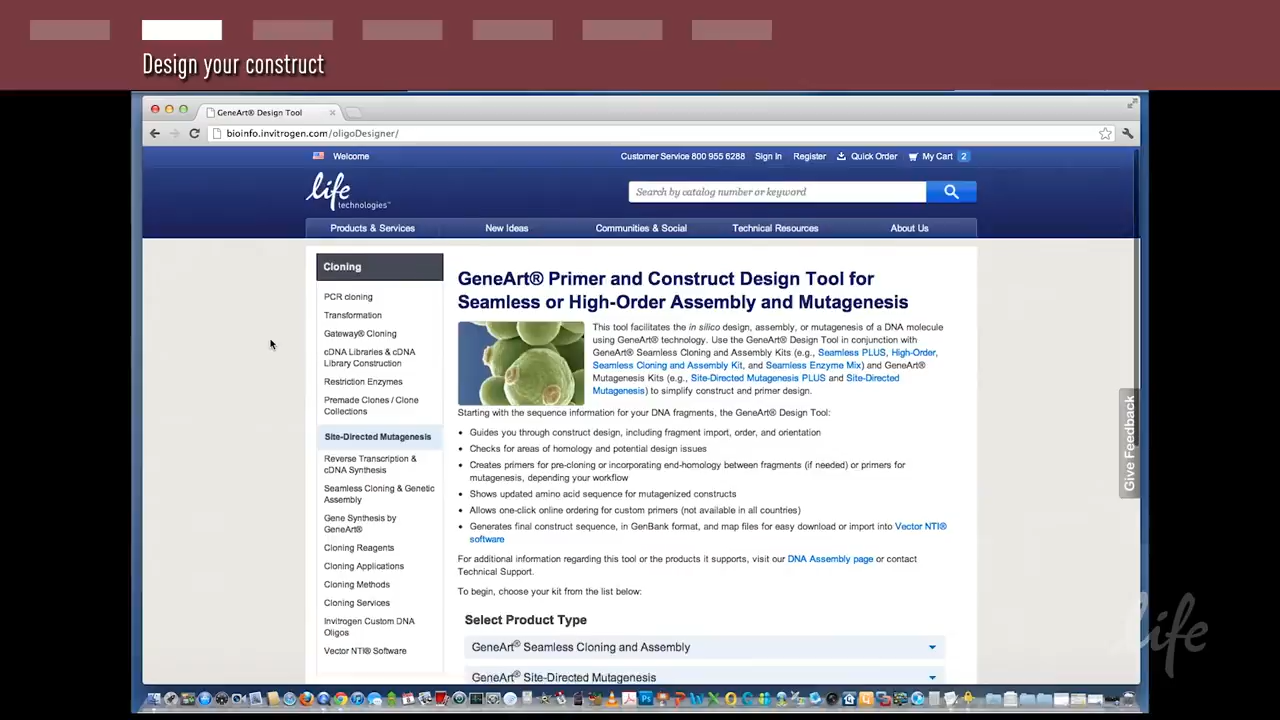 Design your construct
GeneArt® Design Tool
bioinfo.invitrogen.com/oligoDesigner/
Welcome
Customer Service 800 955 6288 Sign In Register Quick Order My Cart 2
life
technologies™
Search by catalog number or keyword
Products & Services New Ideas Communities & Social Technical Resources About Us
Cloning
PCR cloning
Transformation
Gateway® Cloning
cDNA Libraries & cDNA
Library Construction
Restriction Enzymes
Premade Clones / Clone
Collections
Site-Directed Mutagenesis
Reverse Transcription &
cDNA Synthesis
Seamless Cloning & Genetic
Assembly
Gene Synthesis by
GeneArt®
Cloning Reagents
Cloning Applications
Cloning Methods
Cloning Services
Invitrogen Custom DNA
Oligos
Vector NTI® Software
GeneArt® Primer and Construct Design Tool for
Seamless or High-Order Assembly and Mutagenesis
This tool facilitates the in silico design, assembly, or mutagenesis of a DNA molecule
using GeneArt® technology. Use the GeneArt® Design Tool in conjunction with
GeneArt® Seamless Cloning and Assembly Kits (e.g., Seamless PLUS, High-Order,
Seamless Cloning and Assembly Kit, and Seamless Enzyme Mix) and GeneArt®
Mutagenesis Kits (e.g., Site-Directed Mutagenesis PLUS and Site-Directed
Mutagenesis) to simplify construct and primer design.
Starting with the sequence information for your DNA fragments, the GeneArt® Design Tool:
• Guides you through construct design, including fragment import, order, and orientation
• Checks for areas of homology and potential design issues
• Creates primers for pre-cloning or incorporating end-homology between fragments (if needed) or primers for
mutagenesis, depending your workflow
• Shows updated amino acid sequence for mutagenized constructs
• Allows one-click online ordering for custom primers (not available in all countries)
• Generates final construct sequence, in GenBank format, and map files for easy download or import into Vector NTI®
software
For additional information regarding this tool or the products it supports, visit our DNA Assembly page or contact
Technical Support.
To begin, choose your kit from the list below:
Select Product Type
GeneArt® Seamless Cloning and Assembly
GeneArt® Site-Directed Mutagenesis
Give Feedback
life